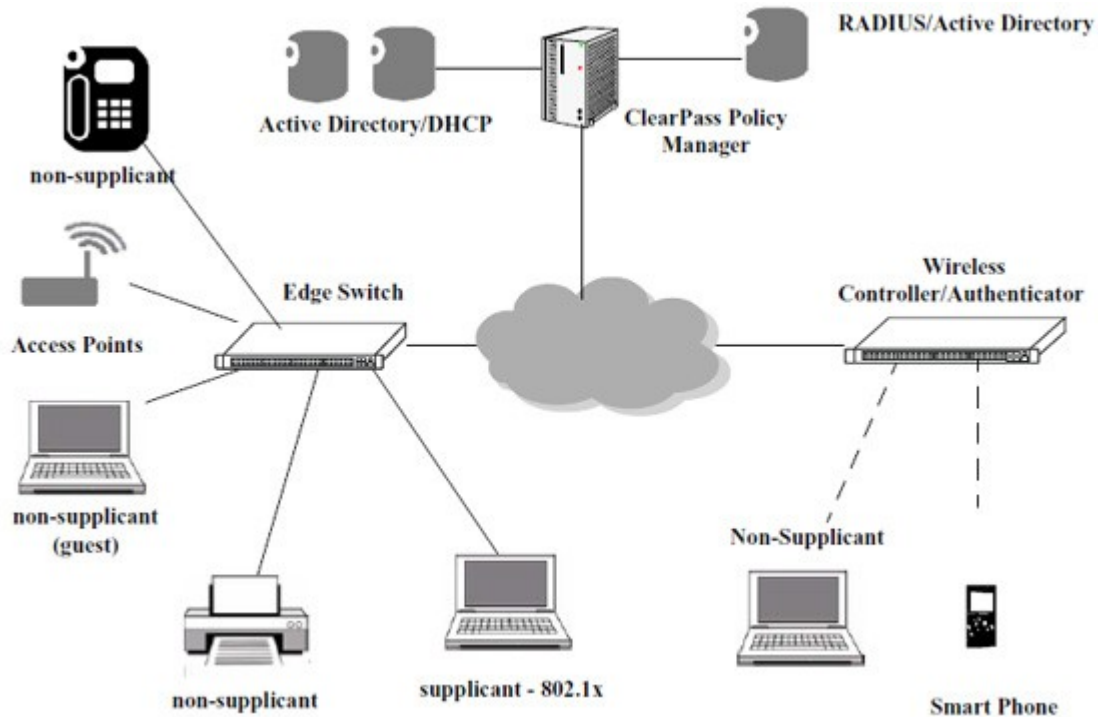 RADIUS/Active Directory
Active Directory/DHCP
ClearPass Policy
Manager
non-supplicant
Edge Switch
Wireless
Controller/Authenticator
Access Points
non-supplicant
(guest)
Non-Supplicant
non-supplicant
supplicant - 802.1x
Smart Phone